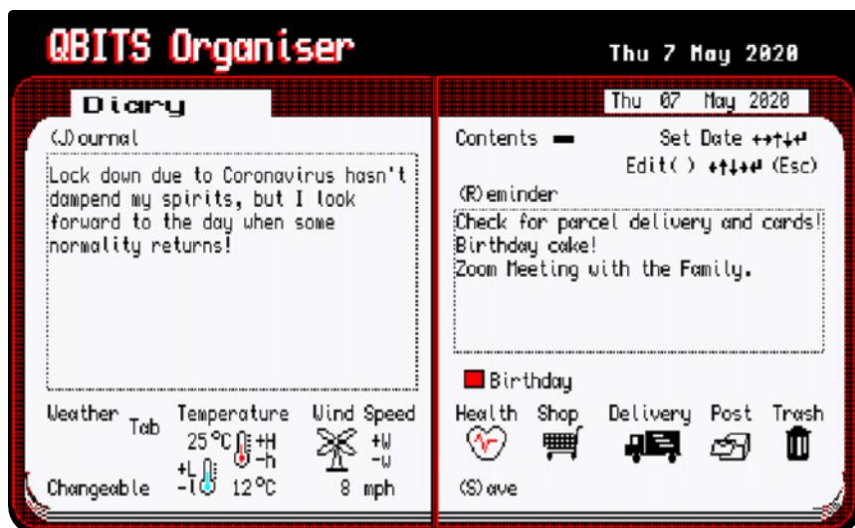 QBITS Organiser
Thu 7 May 2020
Diary
Thu 07 May 2020
(J)ournal
Lock down due to Coronavirus hasn't
dampend my spirits, but I look
forward to the day when some
normality returns!
Weather Tab Temperature Wind Speed
25°C +H +W
-h -w
+L
Changeable -l 12°C 8 mph
Contents Set Date ↔↑↓↵
Edit( ) ↔↑↓↔↵ (Esc)
(R)eminder
Check for parcel delivery and cards!
Birthday cake!
Zoom Meeting with the Family.
Birthday
Health Shop Delivery Post Trash
(S)ave